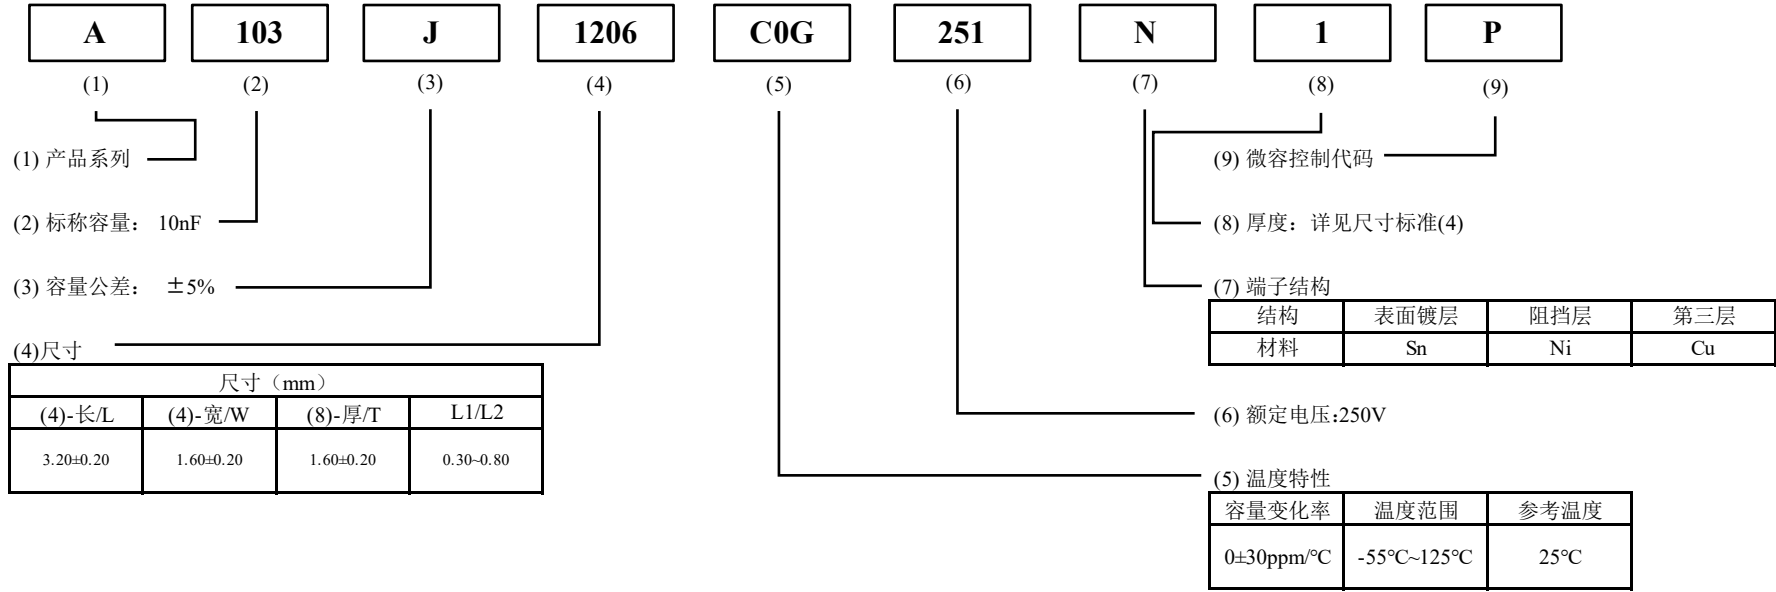 A 103 J 1206 C0G 251 N 1 P
(1) (2) (3) (4) (5) (6) (7) (8) (9)
(1) 产品系列
(2) 标称容量： 10nF
(3) 容量公差： ±5%
(4)尺寸
尺寸（mm）
(4)-长/L (4)-宽/W (8)-厚/T L1/L2
3.20±0.20 1.60±0.20 1.60±0.20 0.30~0.80
(9) 微容控制代码
(8) 厚度：详见尺寸标准(4)
(7) 端子结构
结构 表面镀层 阻挡层 第三层
材料 Sn Ni Cu
(6) 额定电压:250V
(5) 温度特性
容量变化率 温度范围 参考温度
0±30ppm/℃ -55℃~125℃ 25℃